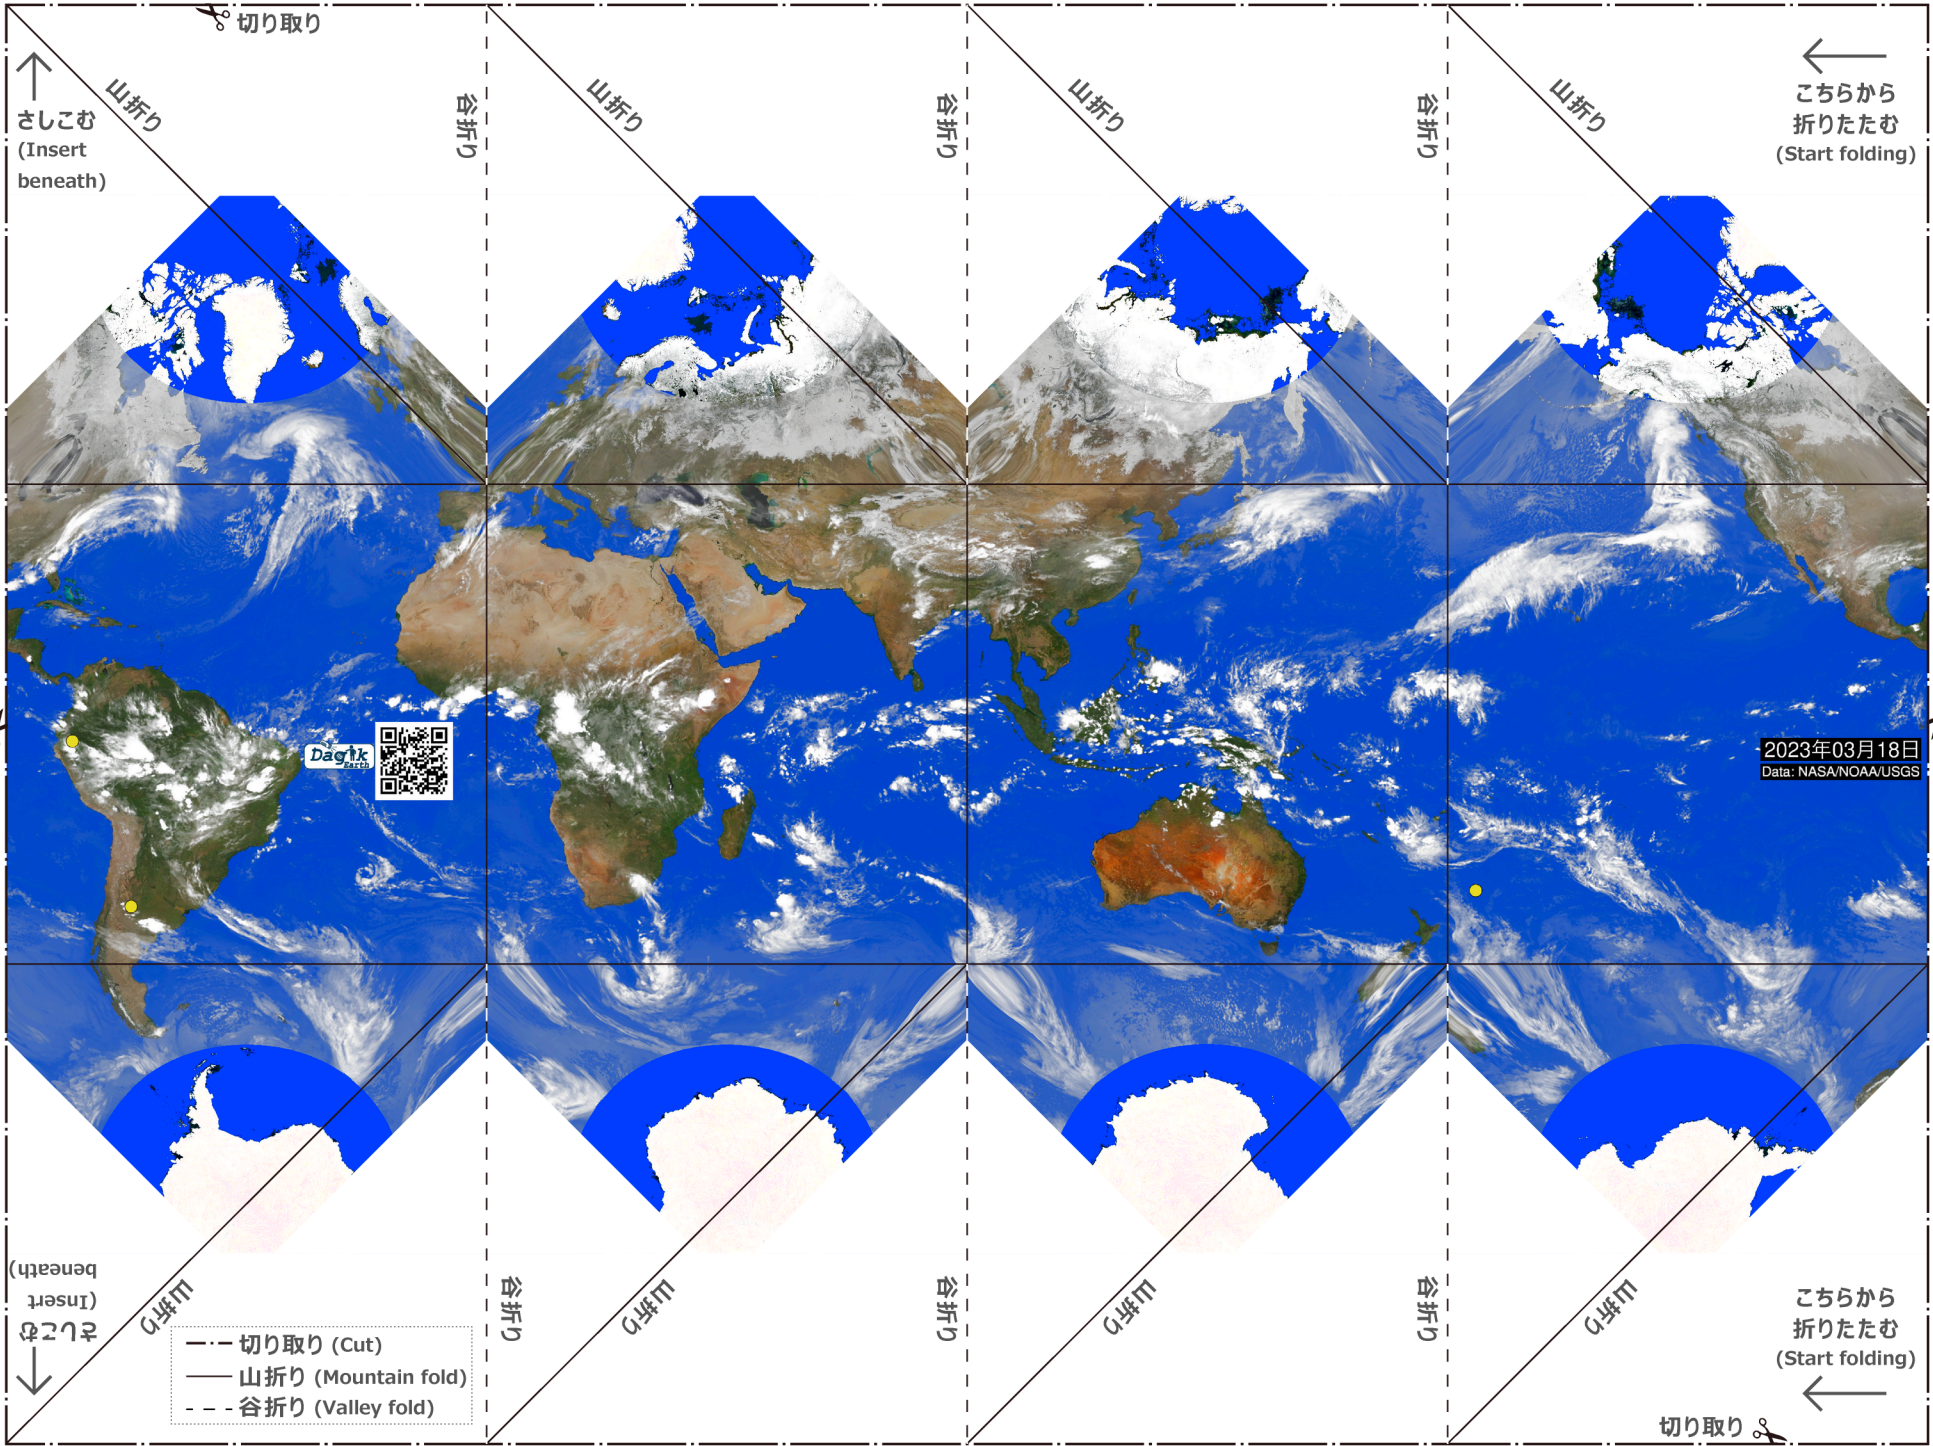 切り取り
山折り
谷折り
山折り
谷折り
山折り
谷折り
山折り
さしこむ
(Insert
beneath)
こちらから
折りたたむ
(Start folding)
Dagik
Earth
2023年03月18日
Data: NASA/NOAA/USGS
さしこむ
(Insert
beneath)
山折り
谷折り
山折り
谷折り
山折り
谷折り
山折り
こちらから
折りたたむ
(Start folding)
切り取り (Cut)
山折り (Mountain fold)
谷折り (Valley fold)
切り取り